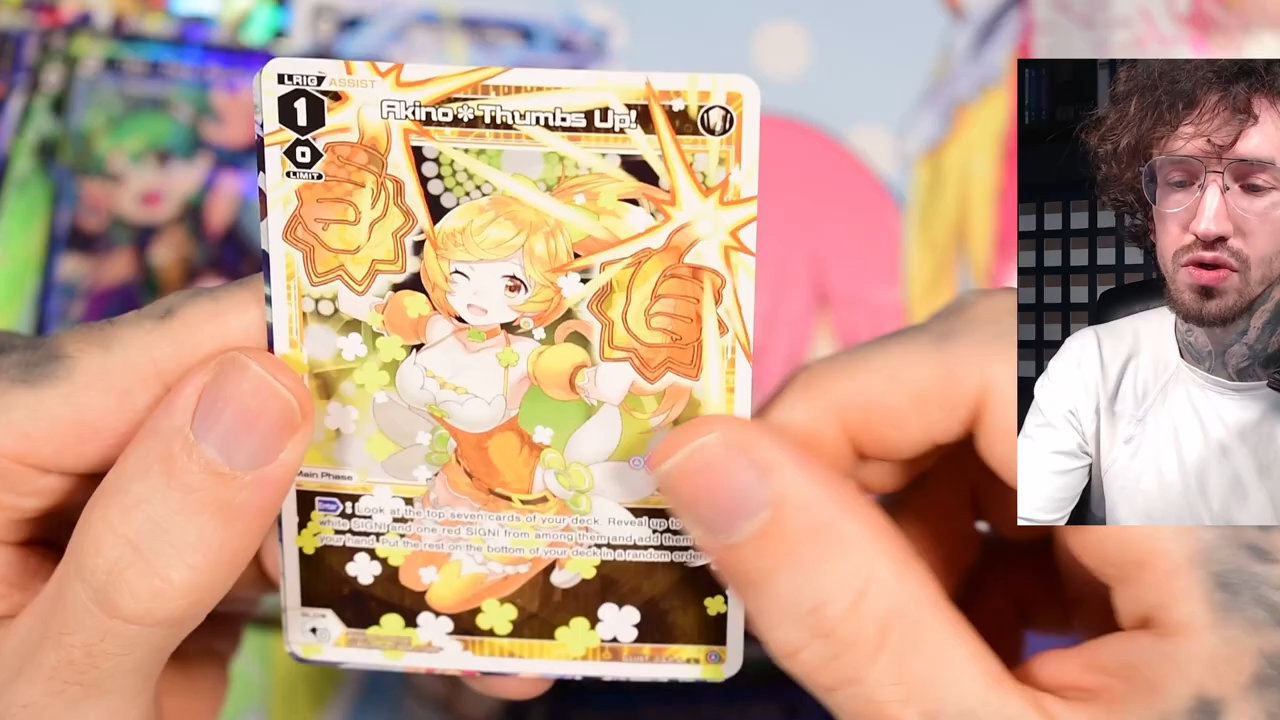 LRIG ASSIST
1
Akino✽Thumbs Up!
0
LIMIT
Main Phase
Enter : Look at the top seven cards of your deck. Reveal up to
white SIGNI and one red SIGNI from among them and add them
your hand. Put the rest on the bottom of your deck in a random order.